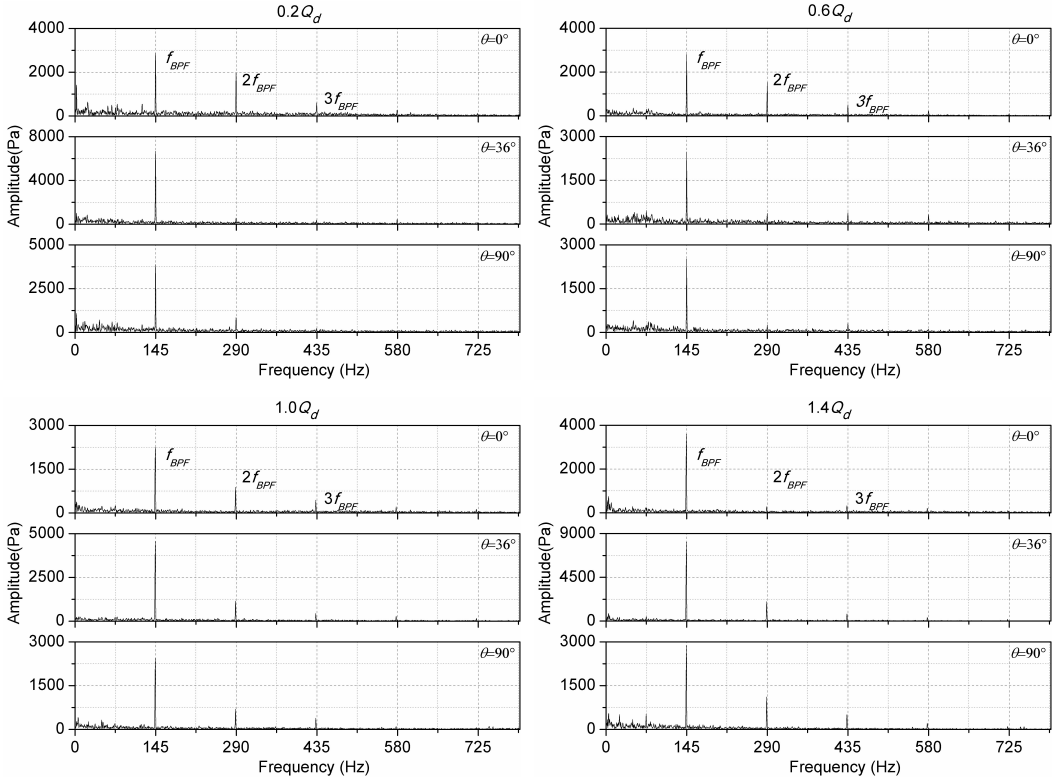 0.2Q_d
4000
2000
0
θ=0°
f_BPF
2f_BPF
3f_BPF
8000
4000
0
θ=36°
5000
2500
0
θ=90°
Amplitude(Pa)
0 145 290 435 580 725
Frequency (Hz)
0.6Q_d
4000
2000
0
θ=0°
f_BPF
2f_BPF
3f_BPF
3000
1500
0
θ=36°
3000
1500
0
θ=90°
Amplitude(Pa)
0 145 290 435 580 725
Frequency (Hz)
1.0Q_d
3000
1500
0
θ=0°
f_BPF
2f_BPF
3f_BPF
5000
2500
0
θ=36°
3000
1500
0
θ=90°
Amplitude(Pa)
0 145 290 435 580 725
Frequency (Hz)
1.4Q_d
4000
2000
0
θ=0°
f_BPF
2f_BPF
3f_BPF
9000
4500
0
θ=36°
3000
1500
0
θ=90°
Amplitude(Pa)
0 145 290 435 580 725
Frequency (Hz)